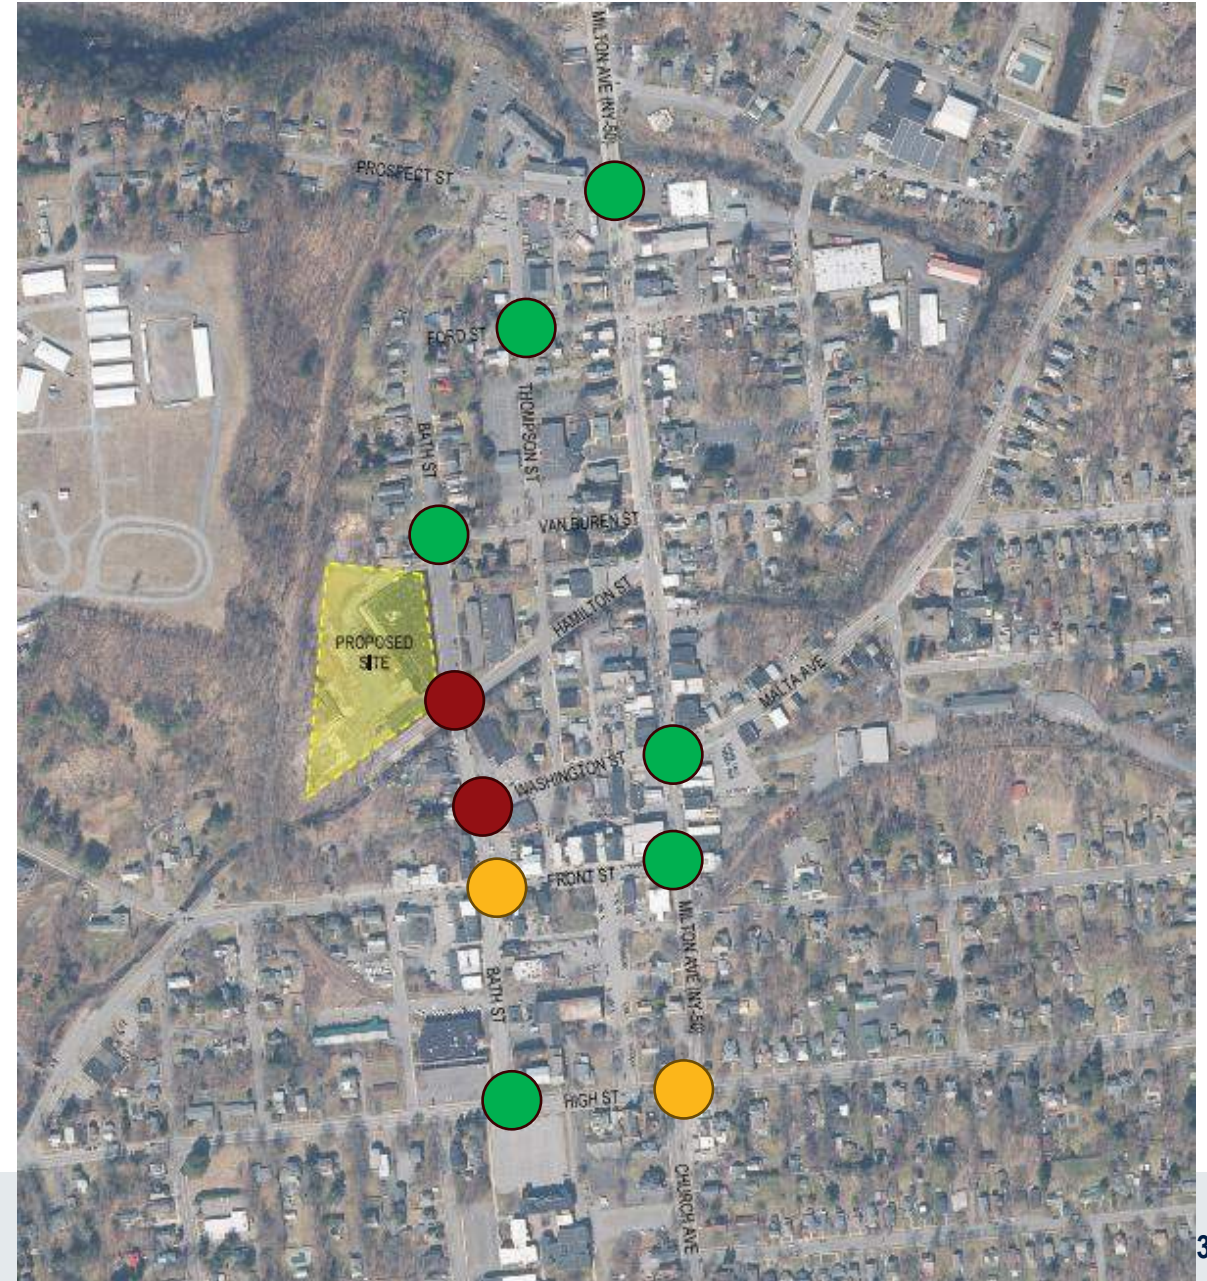 MILTON AVE (NY-50)
PROSPECT ST
FORD ST
THOMPSON ST
BATH ST
VAN BUREN ST
HAMILTON ST
PROPOSED
SITE
MALTA AVE
WASHINGTON ST
FRONT ST
MILTON AVE (NY-50)
BATH ST
HIGH ST
CHURCH AVE
3